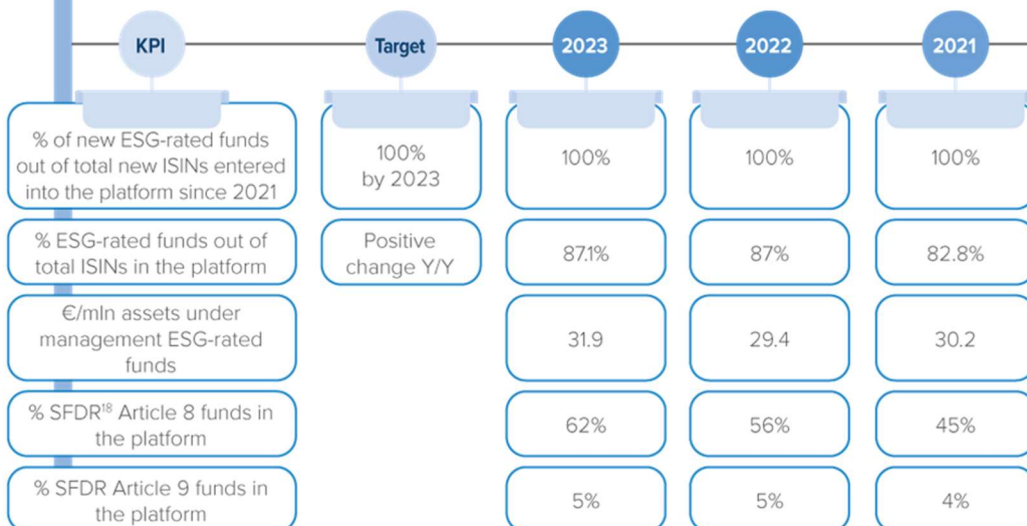 KPI
Target
2023
2022
2021
% of new ESG-rated funds
out of total new ISINs entered
into the platform since 2021
100%
by 2023
100%
100%
100%
% ESG-rated funds out of
total ISINs in the platform
Positive
change Y/Y
87.1%
87%
82.8%
€/mln assets under
management ESG-rated
funds
31.9
29.4
30.2
% SFDR¹⁸ Article 8 funds in
the platform
62%
56%
45%
% SFDR Article 9 funds in
the platform
5%
5%
4%